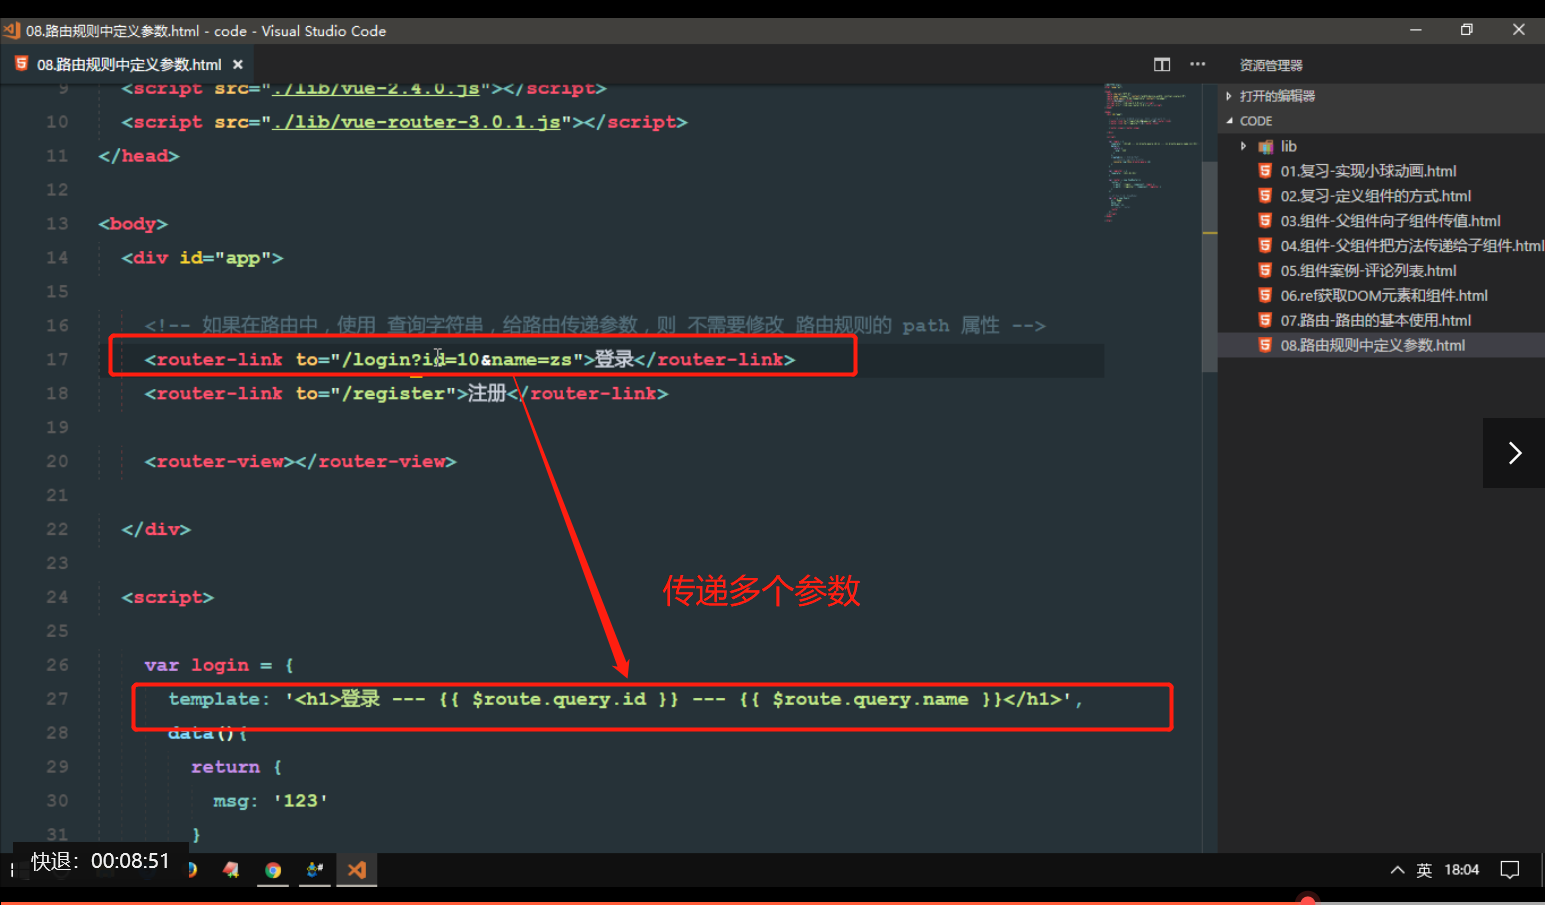 08.路由规则中定义参数.html - code - Visual Studio Code
08.路由规则中定义参数.html
资源管理器
9 <script src="./lib/vue-2.4.0.js"></script>
10 <script src="./lib/vue-router-3.0.1.js"></script>
11 </head>
12
13 <body>
14 <div id="app">
15
16 <!-- 如果在路由中，使用 查询字符串，给路由传递参数，则 不需要修改 路由规则的 path 属性 -->
17 <router-link to="/login?id=10&name=zs">登录</router-link>
18 <router-link to="/register">注册</router-link>
19
20 <router-view></router-view>
21
22 </div>
23
24 <script>
25
26 var login = {
27 template: '<h1>登录 --- {{ $route.query.id }} --- {{ $route.query.name }}</h1>',
28 data(){
29 return {
30 msg: '123'
31 }
传递多个参数
打开的编辑器
CODE
lib
01.复习-实现小球动画.html
02.复习-定义组件的方式.html
03.组件-父组件向子组件传值.html
04.组件-父组件把方法传递给子组件.html
05.组件案例-评论列表.html
06.ref获取DOM元素和组件.html
07.路由-路由的基本使用.html
08.路由规则中定义参数.html
快退：00:08:51
英 18:04